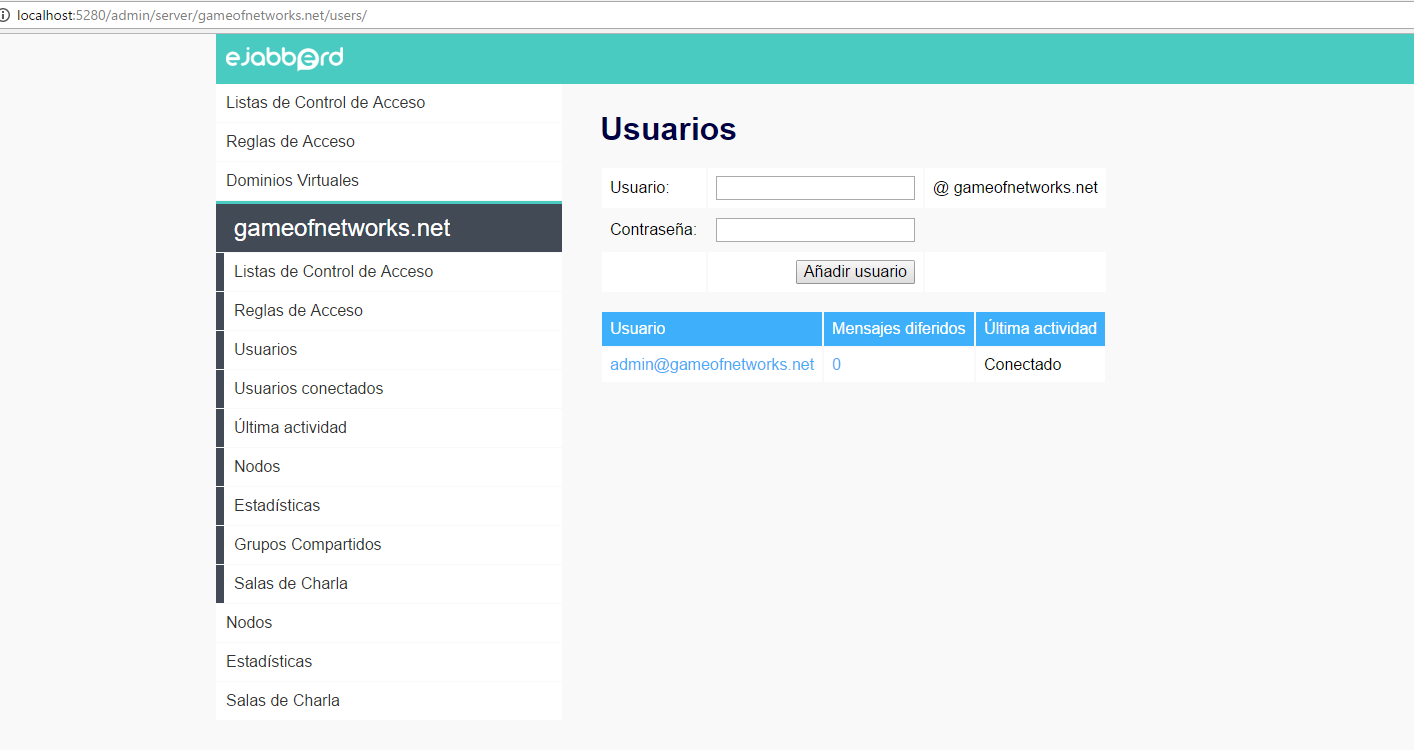 localhost:5280/admin/server/gameofnetworks.net/users/
ejabberd
Listas de Control de Acceso
Reglas de Acceso
Dominios Virtuales
gameofnetworks.net
Listas de Control de Acceso
Reglas de Acceso
Usuarios
Usuarios conectados
Última actividad
Nodos
Estadísticas
Grupos Compartidos
Salas de Charla
Nodos
Estadísticas
Salas de Charla
Usuarios
Usuario: @ gameofnetworks.net
Contraseña:
Añadir usuario
Usuario Mensajes diferidos Última actividad
admin@gameofnetworks.net 0 Conectado